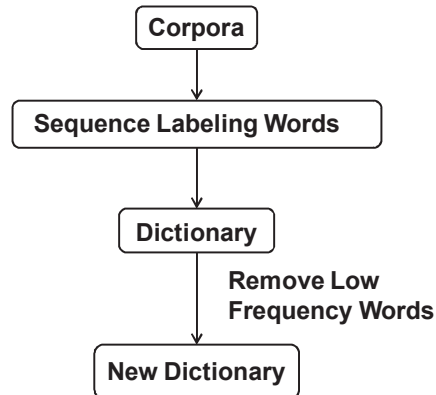 Corpora
Sequence Labeling Words
Dictionary
Remove Low
Frequency Words
New Dictionary